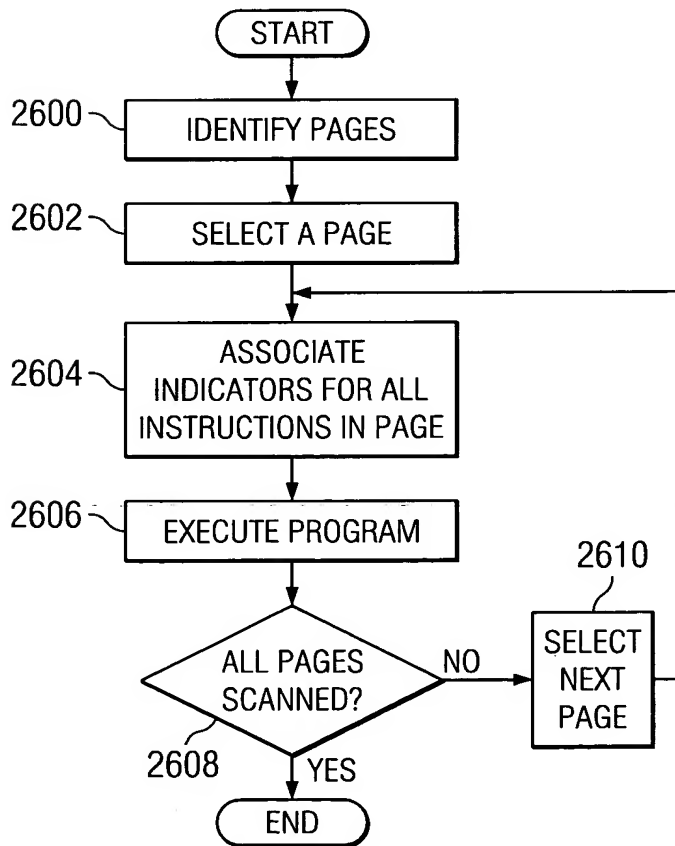 START
2600
IDENTIFY PAGES
2602
SELECT A PAGE
2604
ASSOCIATE
INDICATORS FOR ALL
INSTRUCTIONS IN PAGE
2606
EXECUTE PROGRAM
2610
ALL PAGES
SCANNED?
NO
SELECT
NEXT
PAGE
2608
YES
END